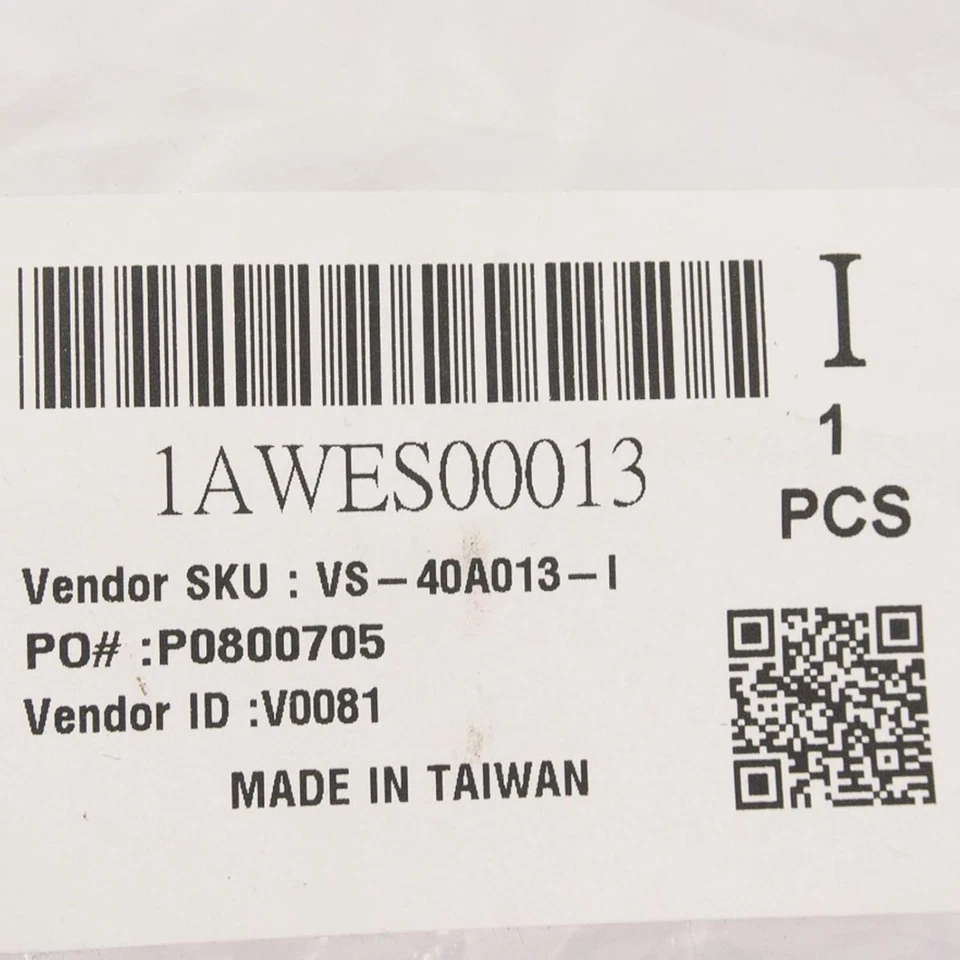 I
1
PCS
1AWES00013
Vendor SKU : VS-40A013-I
PO# :P0800705
Vendor ID :V0081
MADE IN TAIWAN